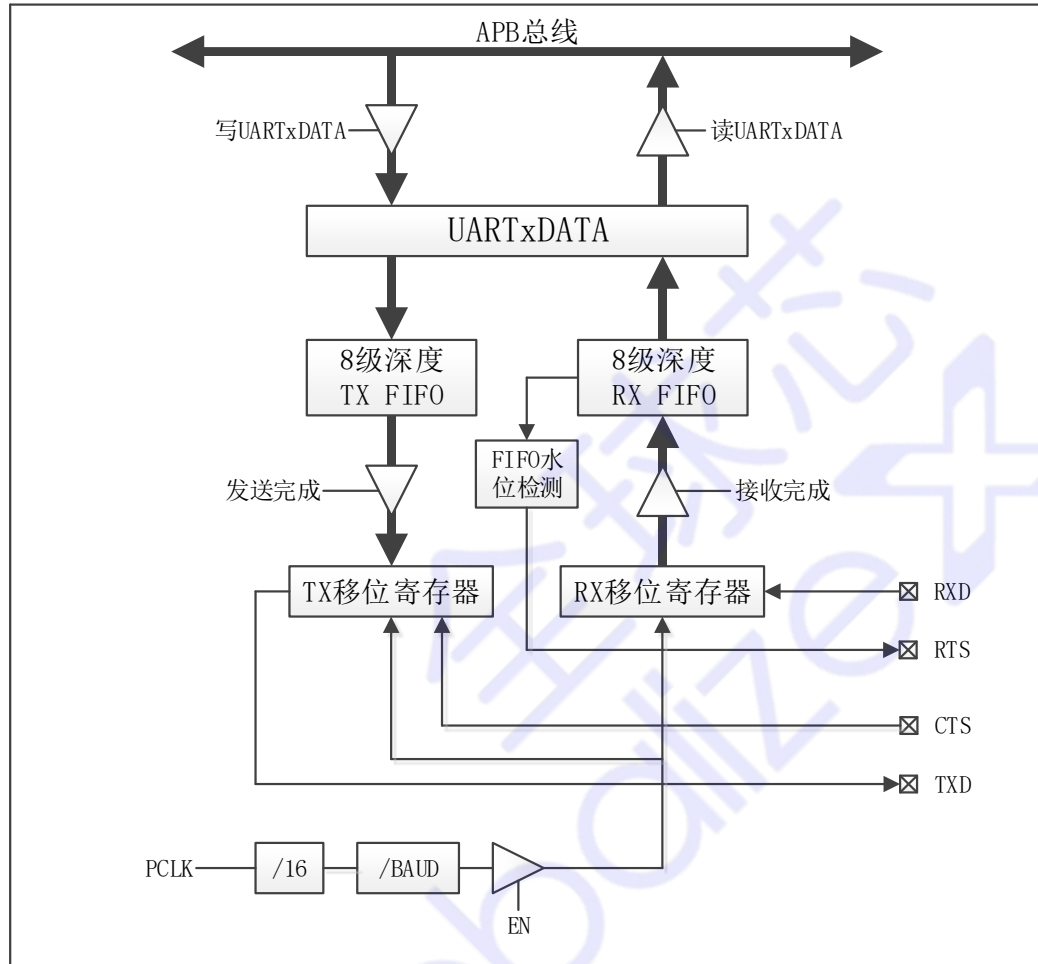 APB总线
写UARTxDATA
读UARTxDATA
UARTxDATA
8级深度
TX FIFO
8级深度
RX FIFO
FIFO水
位检测
发送完成
接收完成
TX移位寄存器
RX移位寄存器
RXD
RTS
CTS
TXD
PCLK
/16
/BAUD
EN
全球芯
balize